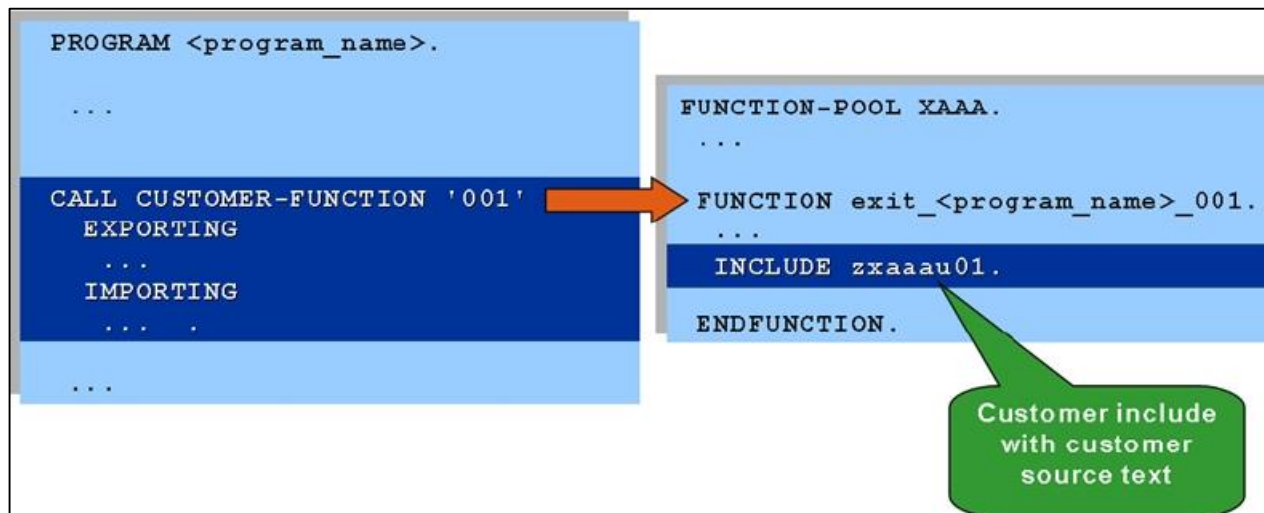 PROGRAM <program_name>.
...
CALL CUSTOMER-FUNCTION '001'
EXPORTING
...
IMPORTING
... .
...
FUNCTION-POOL XAAA.
...
FUNCTION exit_<program_name>_001.
...
INCLUDE zxaaau01.
ENDFUNCTION.
Customer include
with customer
source text